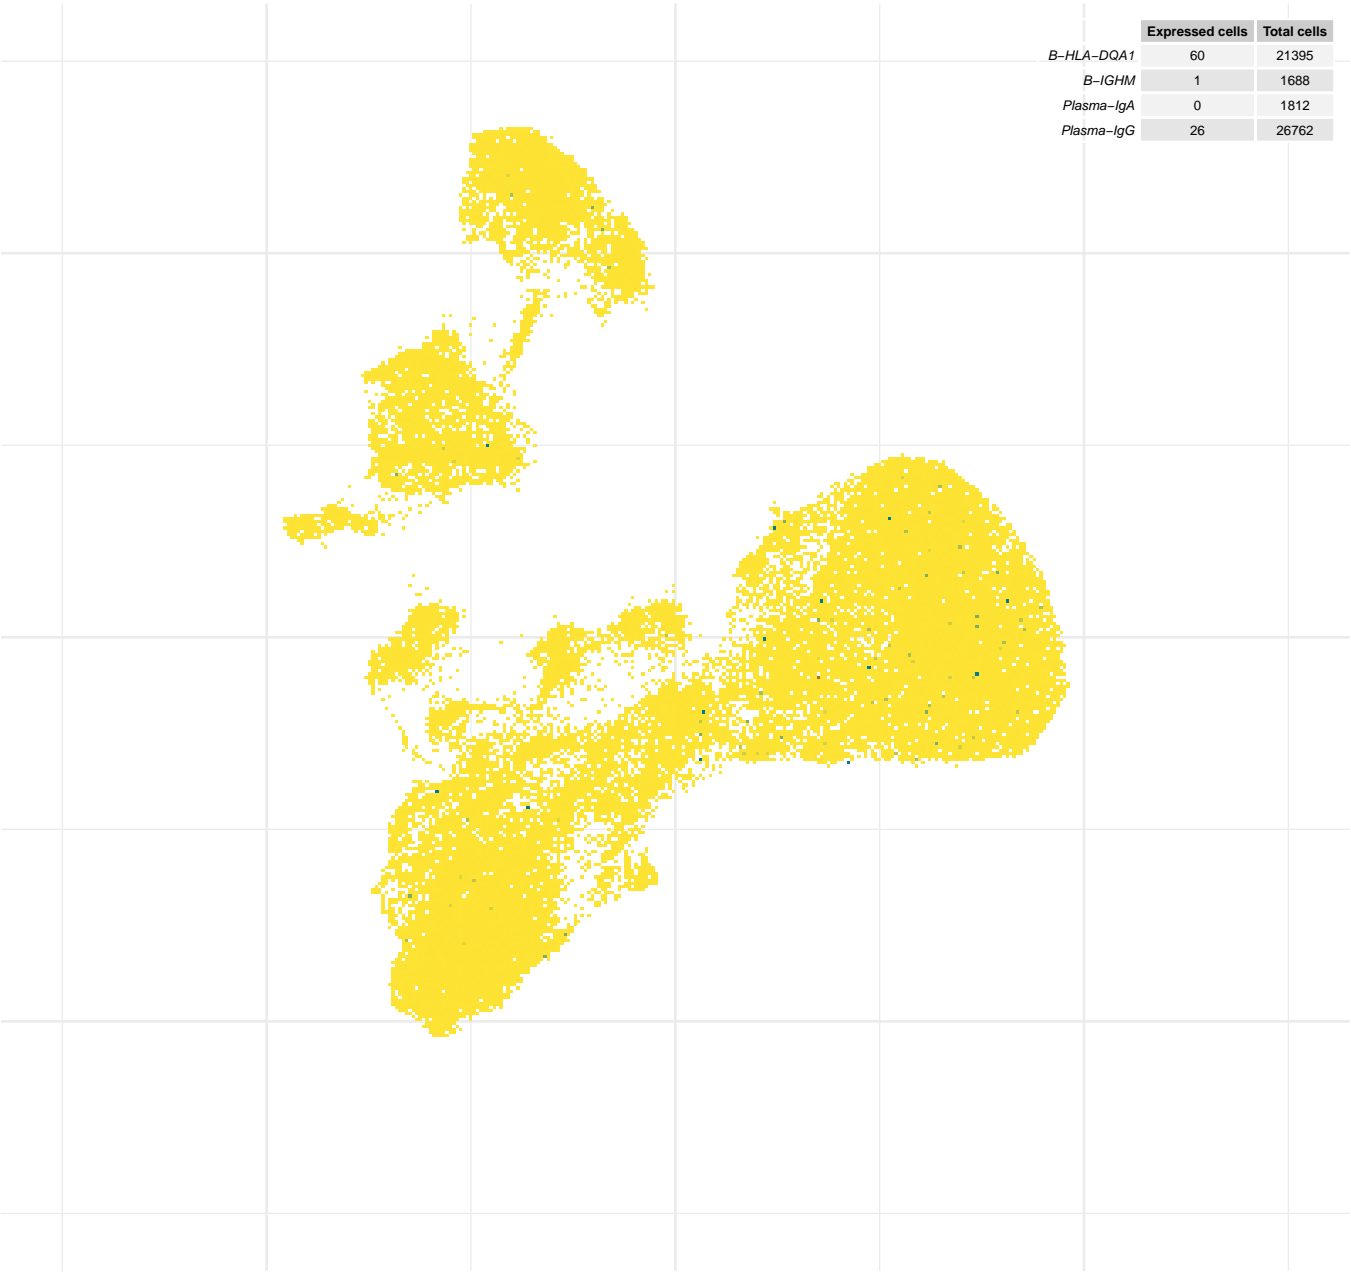 Expressed cells Total cells
B−HLA−DQA1 60 21395
B−IGHM 1 1688
Plasma−IgA 0 1812
Plasma−IgG 26 26762